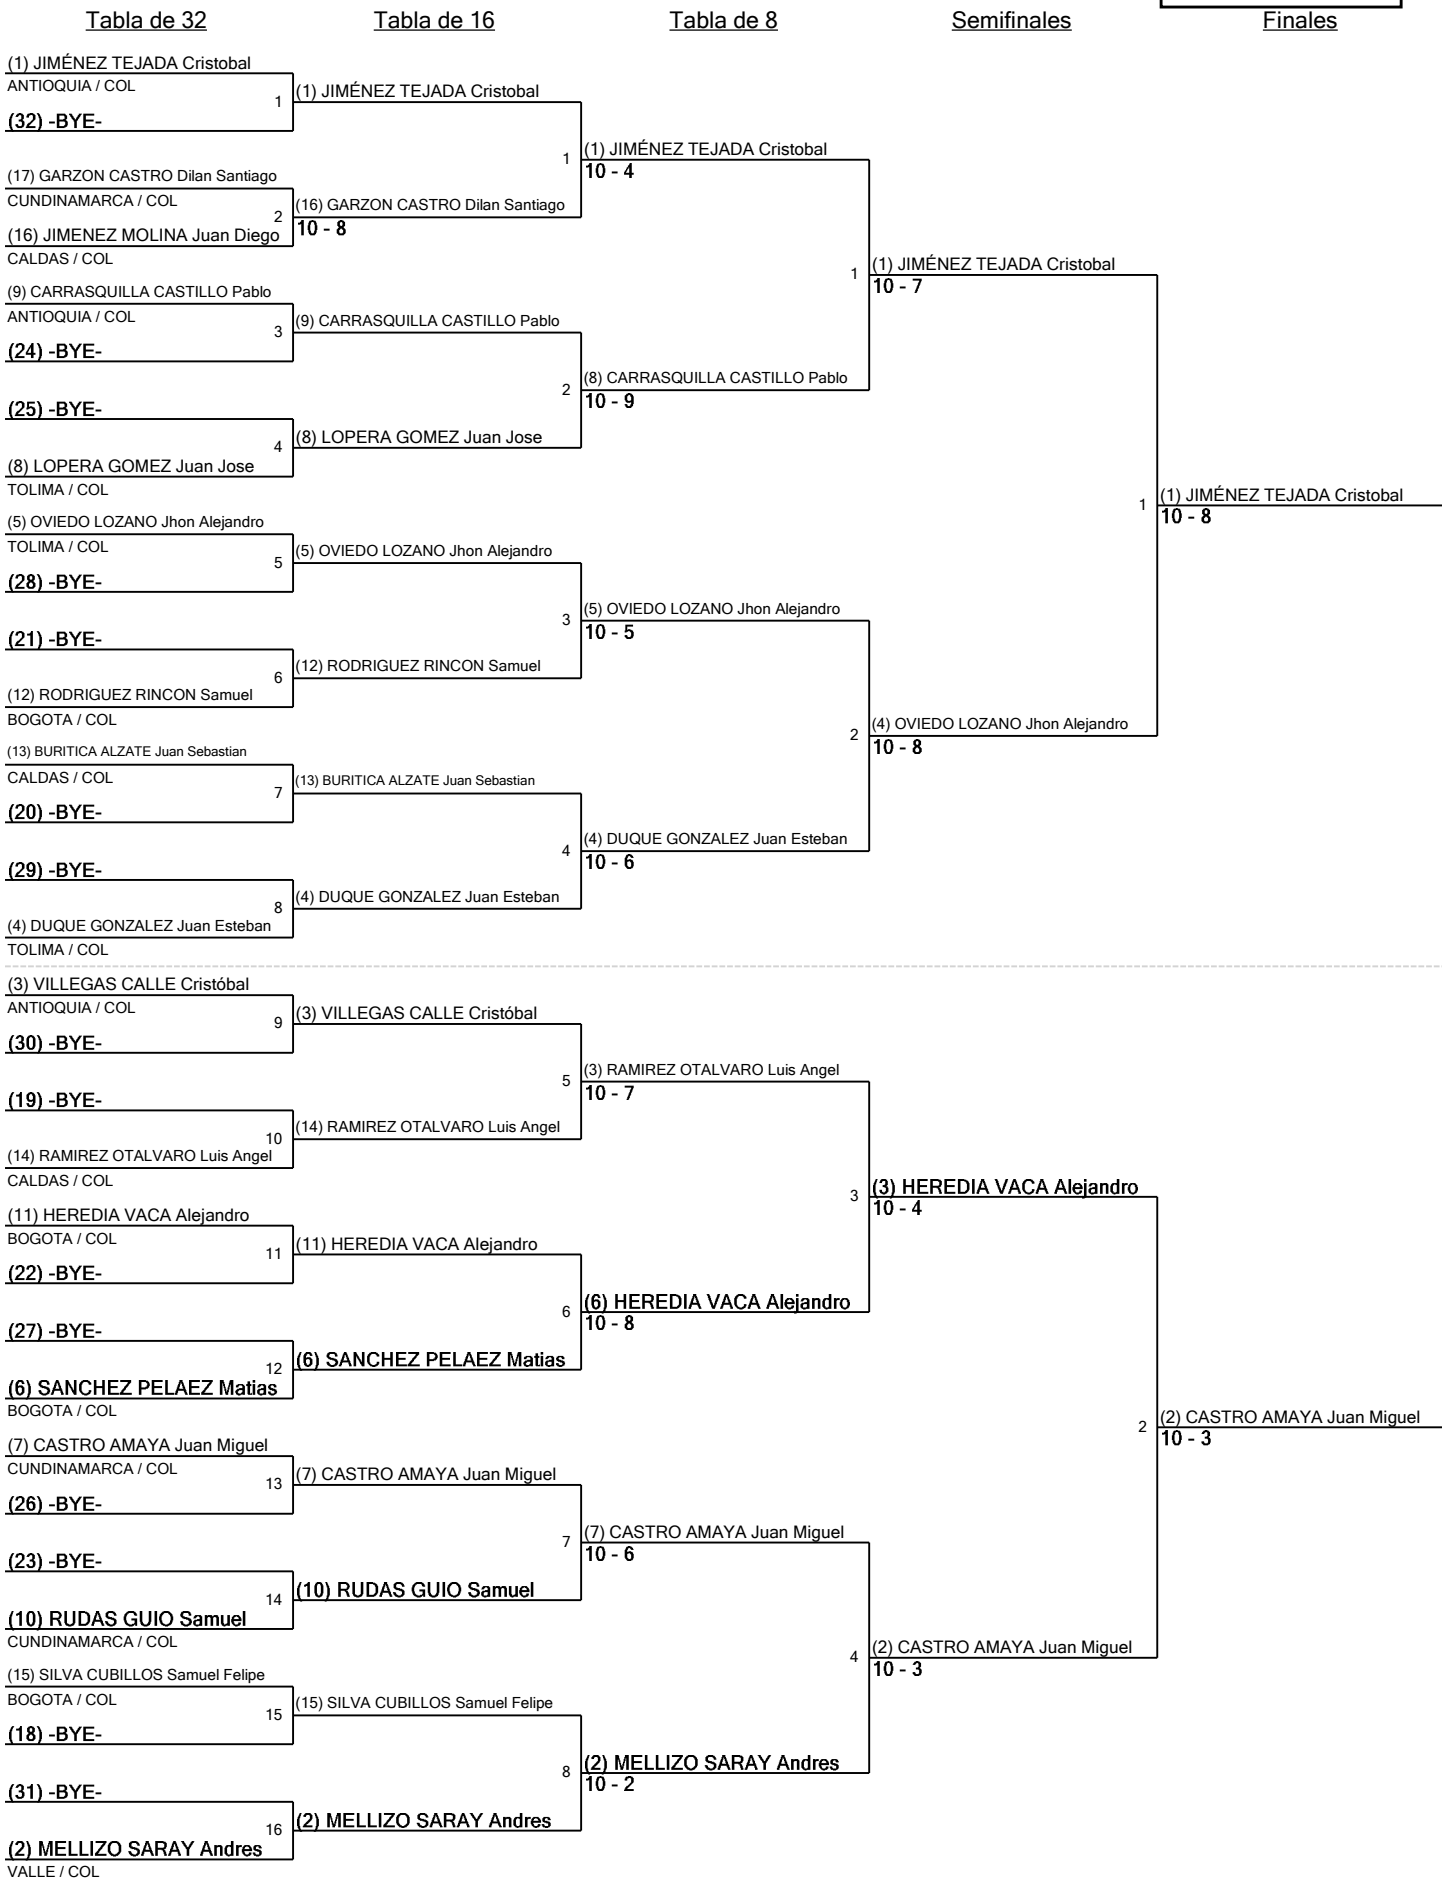 Tabla de 32
Tabla de 16
Tabla de 8
Semifinales
Finales
(1) JIMÉNEZ TEJADA Cristobal
ANTIOQUIA / COL
1
(32) -BYE-
(17) GARZON CASTRO Dilan Santiago
CUNDINAMARCA / COL
2
(16) JIMENEZ MOLINA Juan Diego
CALDAS / COL
(9) CARRASQUILLA CASTILLO Pablo
ANTIOQUIA / COL
3
(24) -BYE-
(25) -BYE-
4
(8) LOPERA GOMEZ Juan Jose
TOLIMA / COL
(5) OVIEDO LOZANO Jhon Alejandro
TOLIMA / COL
5
(28) -BYE-
(21) -BYE-
6
(12) RODRIGUEZ RINCON Samuel
BOGOTA / COL
(13) BURITICA ALZATE Juan Sebastian
CALDAS / COL
7
(20) -BYE-
(29) -BYE-
8
(4) DUQUE GONZALEZ Juan Esteban
TOLIMA / COL
(3) VILLEGAS CALLE Cristóbal
ANTIOQUIA / COL
9
(30) -BYE-
(19) -BYE-
10
(14) RAMIREZ OTALVARO Luis Angel
CALDAS / COL
(11) HEREDIA VACA Alejandro
BOGOTA / COL
11
(22) -BYE-
(27) -BYE-
12
(6) SANCHEZ PELAEZ Matias
BOGOTA / COL
(7) CASTRO AMAYA Juan Miguel
CUNDINAMARCA / COL
13
(26) -BYE-
(23) -BYE-
14
(10) RUDAS GUIO Samuel
CUNDINAMARCA / COL
(15) SILVA CUBILLOS Samuel Felipe
BOGOTA / COL
15
(18) -BYE-
(31) -BYE-
16
(2) MELLIZO SARAY Andres
VALLE / COL
(1) JIMÉNEZ TEJADA Cristobal
1
(16) GARZON CASTRO Dilan Santiago
10 - 8
(9) CARRASQUILLA CASTILLO Pablo
2
(8) LOPERA GOMEZ Juan Jose
(5) OVIEDO LOZANO Jhon Alejandro
3
(12) RODRIGUEZ RINCON Samuel
(13) BURITICA ALZATE Juan Sebastian
4
(4) DUQUE GONZALEZ Juan Esteban
(3) VILLEGAS CALLE Cristóbal
5
(14) RAMIREZ OTALVARO Luis Angel
(11) HEREDIA VACA Alejandro
6
(6) SANCHEZ PELAEZ Matias
(7) CASTRO AMAYA Juan Miguel
7
(10) RUDAS GUIO Samuel
(15) SILVA CUBILLOS Samuel Felipe
8
(2) MELLIZO SARAY Andres
(1) JIMÉNEZ TEJADA Cristobal
10 - 4
1
(8) CARRASQUILLA CASTILLO Pablo
10 - 9
(5) OVIEDO LOZANO Jhon Alejandro
10 - 5
2
(4) DUQUE GONZALEZ Juan Esteban
10 - 6
(3) RAMIREZ OTALVARO Luis Angel
10 - 7
3
(6) HEREDIA VACA Alejandro
10 - 8
(7) CASTRO AMAYA Juan Miguel
10 - 6
4
(2) MELLIZO SARAY Andres
10 - 2
(1) JIMÉNEZ TEJADA Cristobal
10 - 7
1
(4) OVIEDO LOZANO Jhon Alejandro
10 - 8
(3) HEREDIA VACA Alejandro
10 - 4
2
(2) CASTRO AMAYA Juan Miguel
10 - 3
(1) JIMÉNEZ TEJADA Cristobal
10 - 8
(2) CASTRO AMAYA Juan Miguel
10 - 3